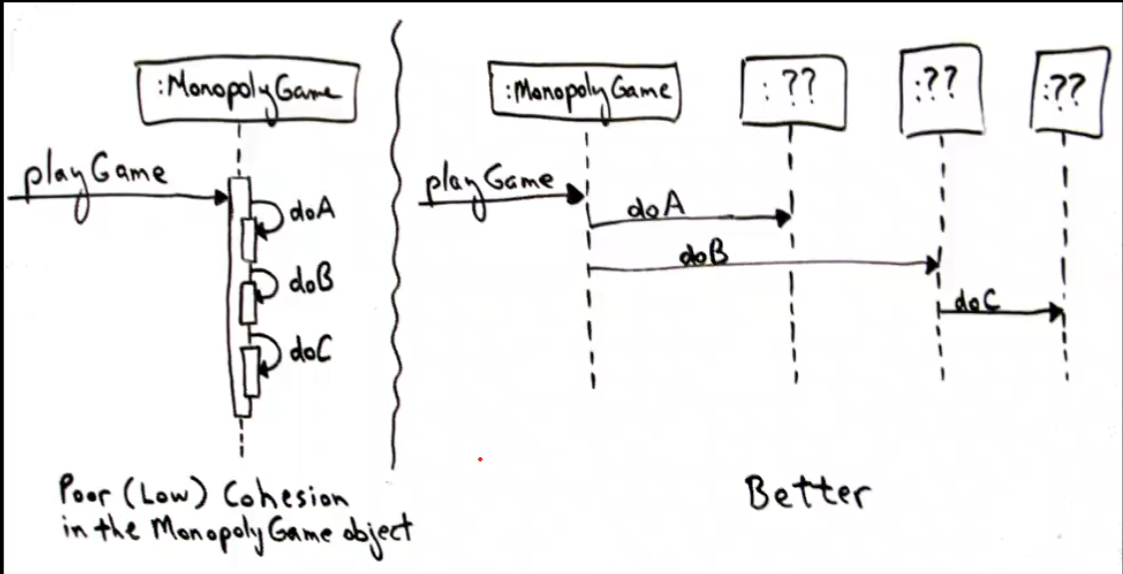 :MonopolyGame
playGame
doA
doB
doC
Poor (Low) Cohesion
in the MonopolyGame object
:MonopolyGame
: ??
:??
:??
playGame
doA
doB
doC
Better